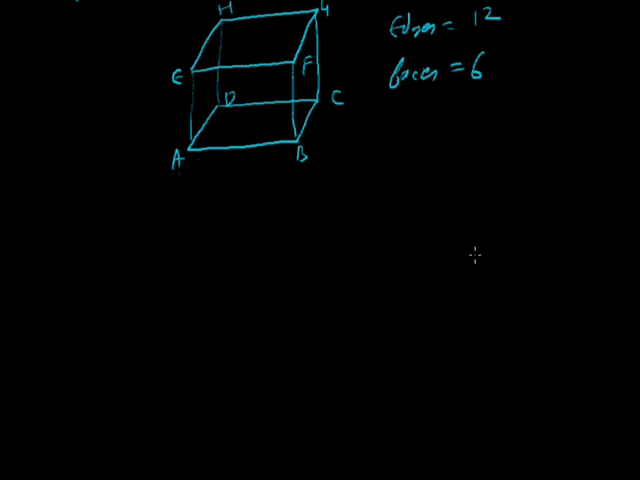 H G
Edges = 12
E F
faces = 6
D C
A B